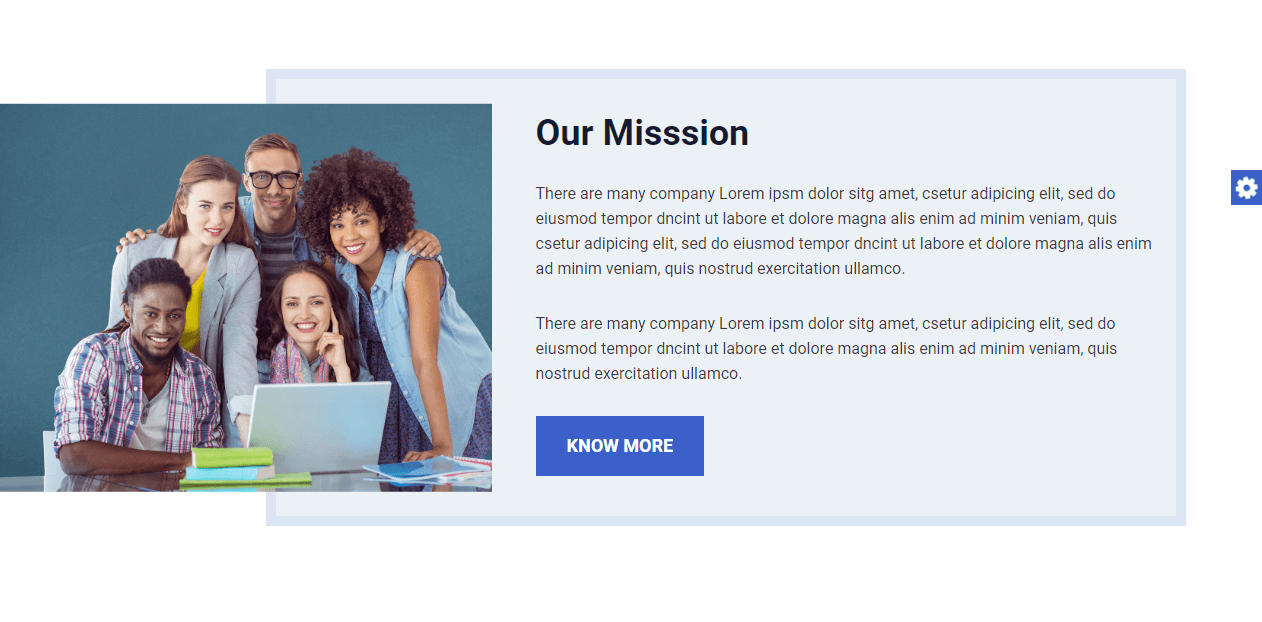 Our Misssion
There are many company Lorem ipsm dolor sitg amet, csetur adipicing elit, sed do
eiusmod tempor dncint ut labore et dolore magna alis enim ad minim veniam, quis
csetur adipicing elit, sed do eiusmod tempor dncint ut labore et dolore magna alis enim
ad minim veniam, quis nostrud exercitation ullamco.
There are many company Lorem ipsm dolor sitg amet, csetur adipicing elit, sed do
eiusmod tempor dncint ut labore et dolore magna alis enim ad minim veniam, quis
nostrud exercitation ullamco.
KNOW MORE